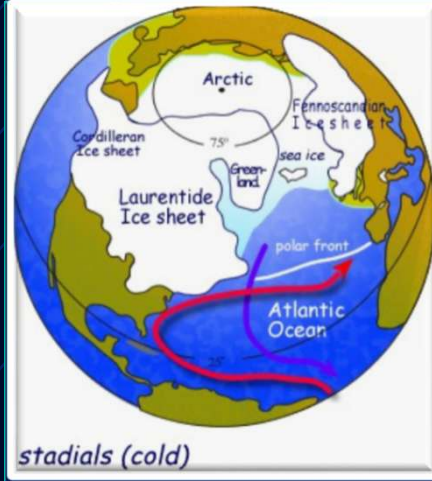 Arctic
Fennoscandian
Icesheet
Cordilleran
Ice sheet
75°
sea ice
Green-
land
Laurentide
Ice sheet
polar front
Atlantic
Ocean
25°
stadials (cold)